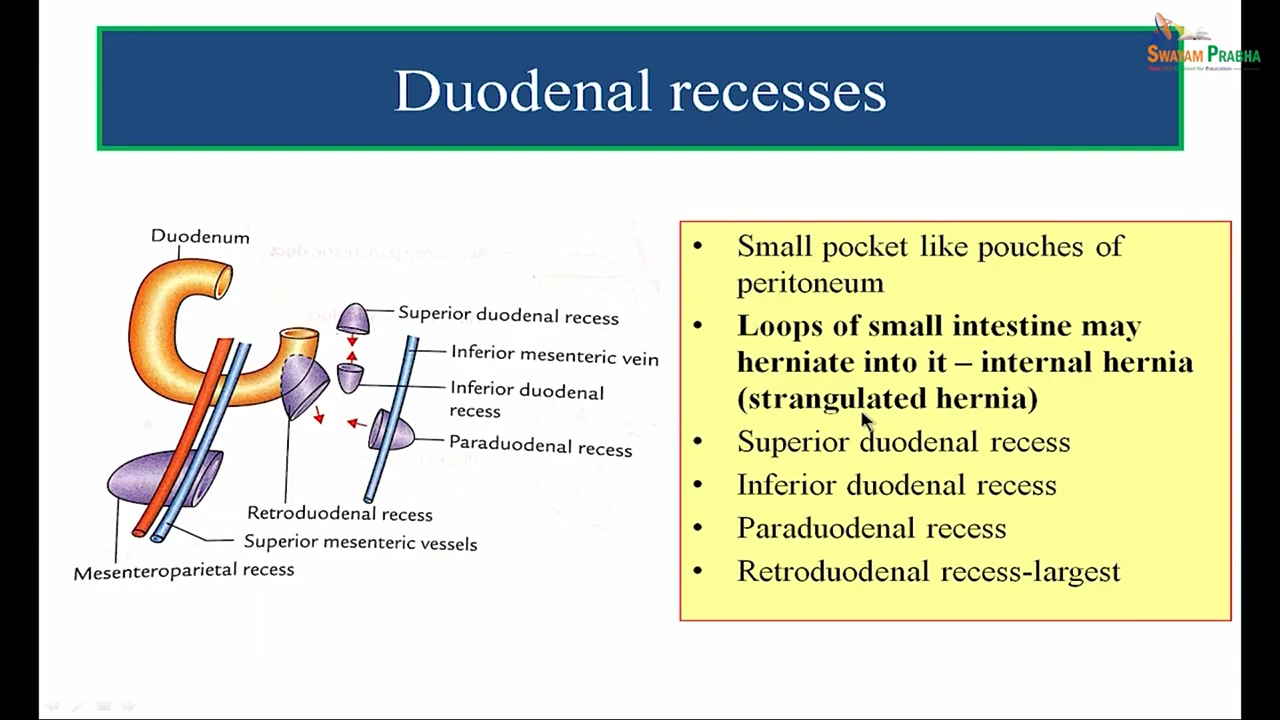 SWAYAM PRABHA
Duodenal recesses
Duodenum
Superior duodenal recess
Inferior mesenteric vein
Inferior duodenal
recess
Paraduodenal recess
Retroduodenal recess
Superior mesenteric vessels
Mesenteroparietal recess
• Small pocket like pouches of
peritoneum
• Loops of small intestine may
herniate into it – internal hernia
(strangulated hernia)
• Superior duodenal recess
• Inferior duodenal recess
• Paraduodenal recess
• Retroduodenal recess-largest